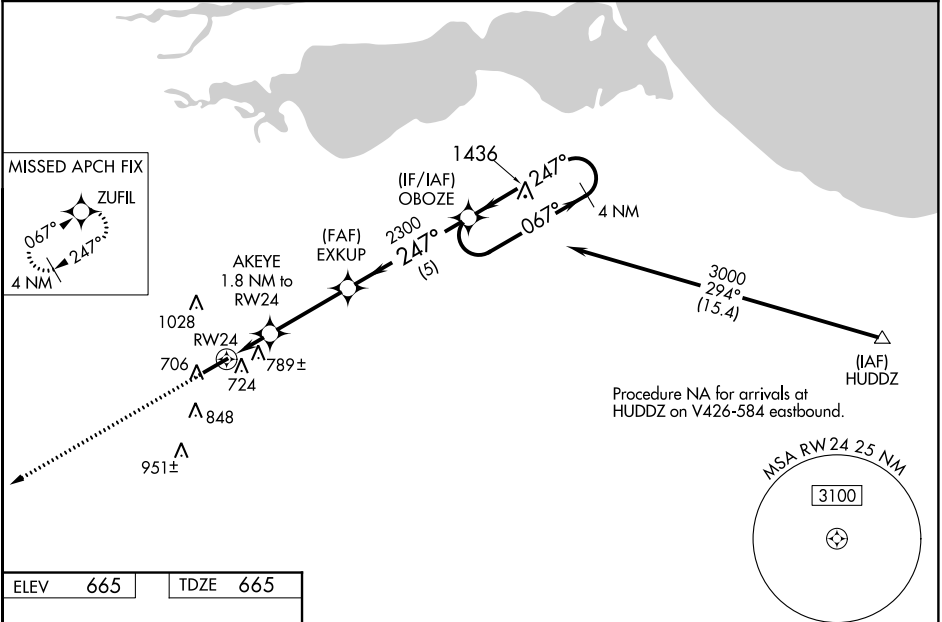 MISSED APCH FIX
ZUFIL
067°
247°
4 NM
1436
(IF/IAF)
OBOZE
247°
067°
4 NM
2300
247°
(5)
(FAF)
EXKUP
AKEYE
1.8 NM to
RW24
3000
294°
(15.4)
(IAF)
HUDDZ
1028
RW24
706
724
789±
848
951±
Procedure NA for arrivals at
HUDDZ on V426-584 eastbound.
MSA RW24 25 NM
3100
ELEV 665
TDZE 665